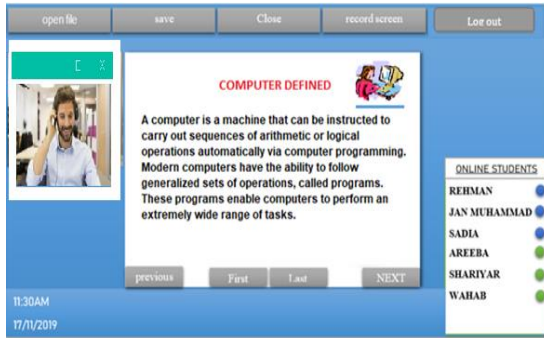 open file save Close record screen Log out
COMPUTER DEFINED
A computer is a machine that can be instructed to
carry out sequences of arithmetic or logical
operations automatically via computer programming.
Modern computers have the ability to follow
generalized sets of operations, called programs.
These programs enable computers to perform an
extremely wide range of tasks.
previous First Last NEXT
ONLINE STUDENTS
REHMAN
JAN MUHAMMAD
SADIA
AREEBA
SHARIYAR
WAHAB
11:30AM
17/11/2019